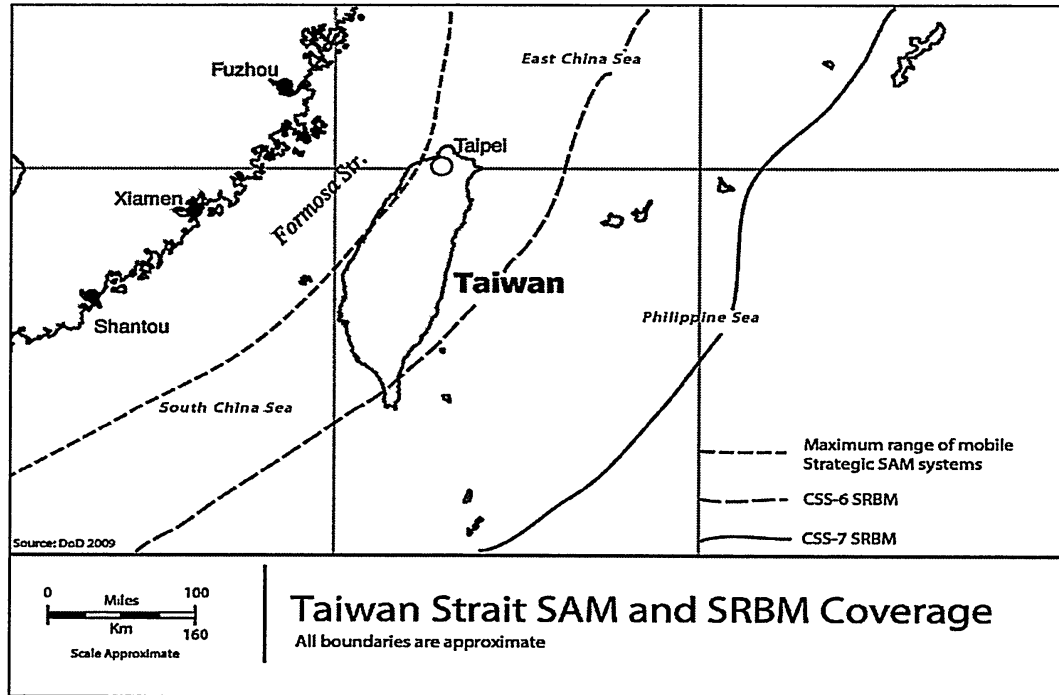 East China Sea
Fuzhou
Taipei
Formosa Str.
Xiamen
Taiwan
Shantou
Philippine Sea
South China Sea
Maximum range of mobile
Strategic SAM systems
CSS-6 SRBM
CSS-7 SRBM
Source: DoD 2009
0 Miles 100
Km 160
Scale Approximate
Taiwan Strait SAM and SRBM Coverage
All boundaries are approximate